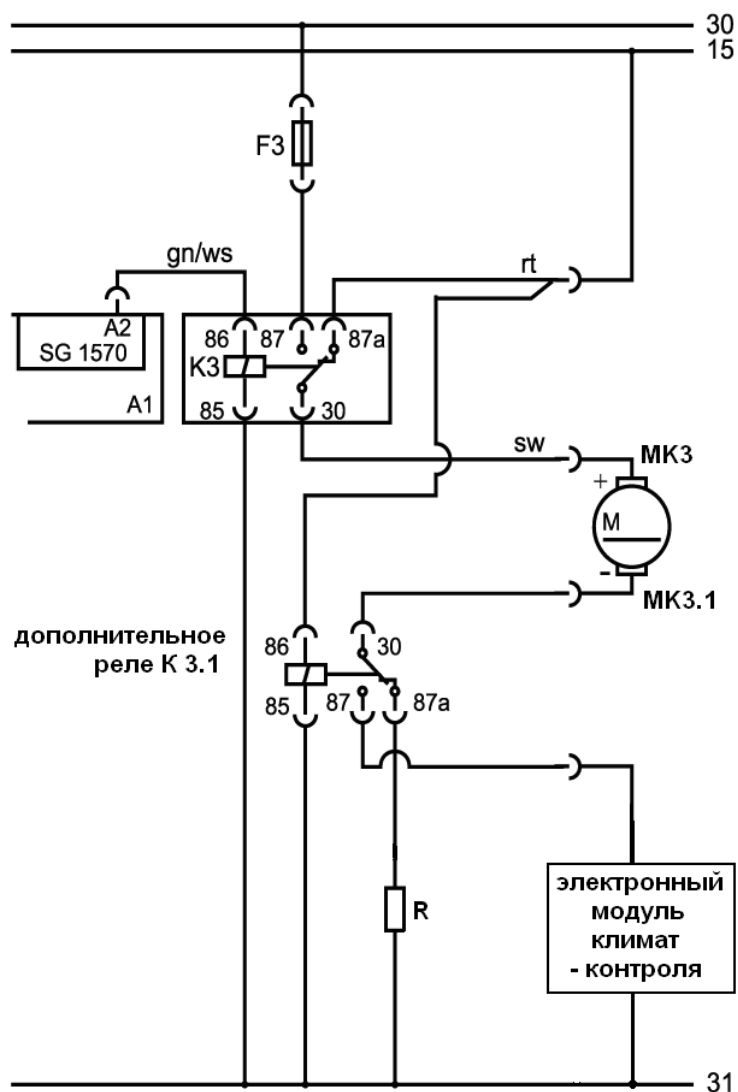 30
15
F3
gn/ws
rt
A2
SG 1570
A1
86
87
87a
K3
85
30
sw
MK3
+
M
-
MK3.1
дополнительное
реле К 3.1
86
30
85
87
87a
R
электронный
модуль
климат
- контроля
31